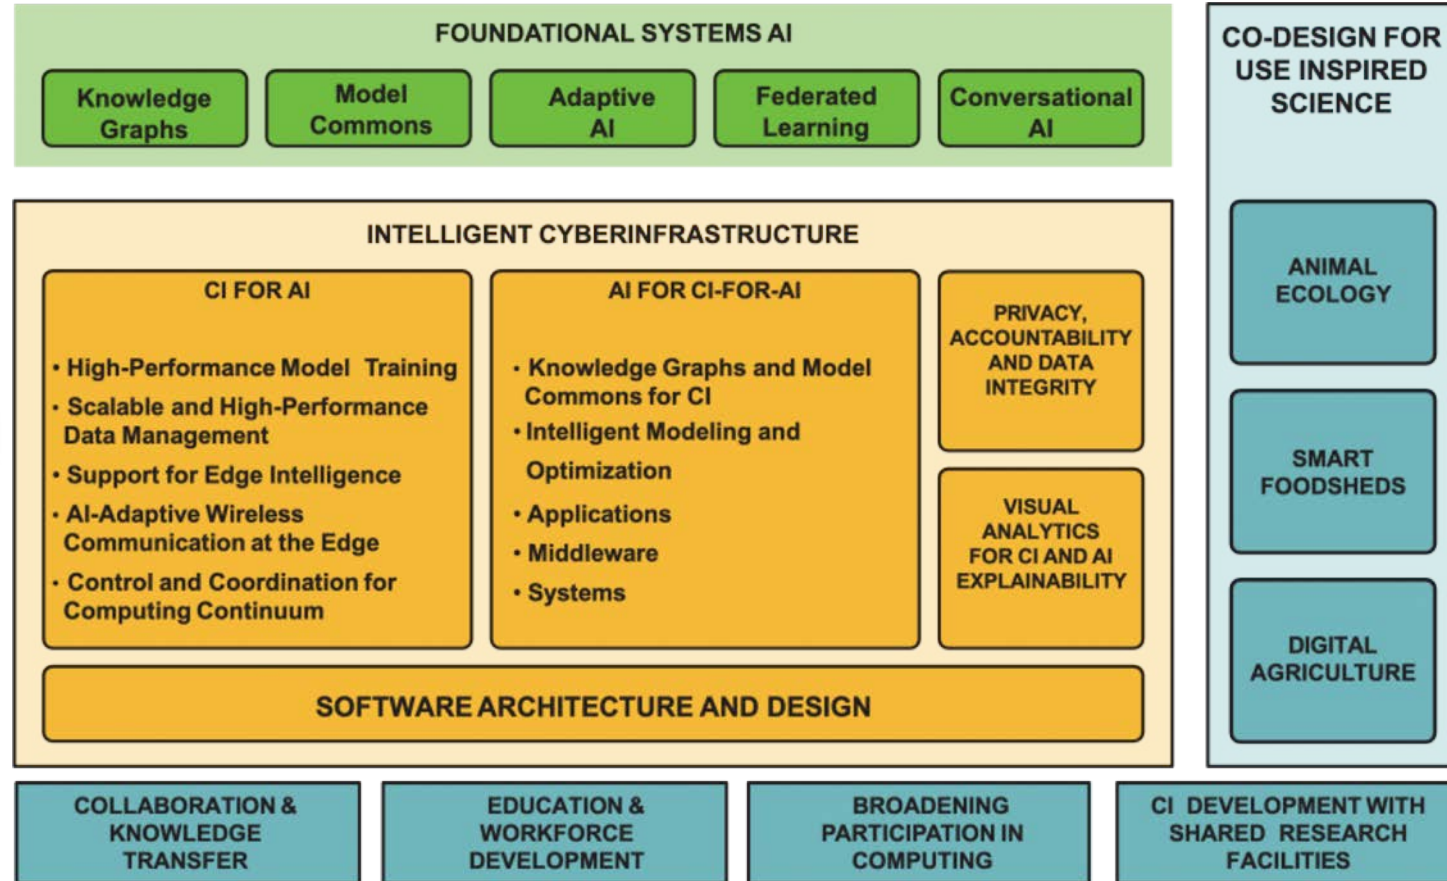 FOUNDATIONAL SYSTEMS AI
Knowledge
Graphs
Model
Commons
Adaptive
AI
Federated
Learning
Conversational
AI
INTELLIGENT CYBERINFRASTRUCTURE
CI FOR AI
• High-Performance Model Training
• Scalable and High-Performance
Data Management
• Support for Edge Intelligence
• AI-Adaptive Wireless
Communication at the Edge
• Control and Coordination for
Computing Continuum
AI FOR CI-FOR-AI
• Knowledge Graphs and Model
Commons for CI
• Intelligent Modeling and
Optimization
• Applications
• Middleware
• Systems
PRIVACY,
ACCOUNTABILITY
AND DATA
INTEGRITY
VISUAL
ANALYTICS
FOR CI AND AI
EXPLAINABILITY
SOFTWARE ARCHITECTURE AND DESIGN
CO-DESIGN FOR
USE INSPIRED
SCIENCE
ANIMAL
ECOLOGY
SMART
FOODSHEDS
DIGITAL
AGRICULTURE
COLLABORATION &
KNOWLEDGE
TRANSFER
EDUCATION &
WORKFORCE
DEVELOPMENT
BROADENING
PARTICIPATION IN
COMPUTING
CI DEVELOPMENT WITH
SHARED RESEARCH
FACILITIES